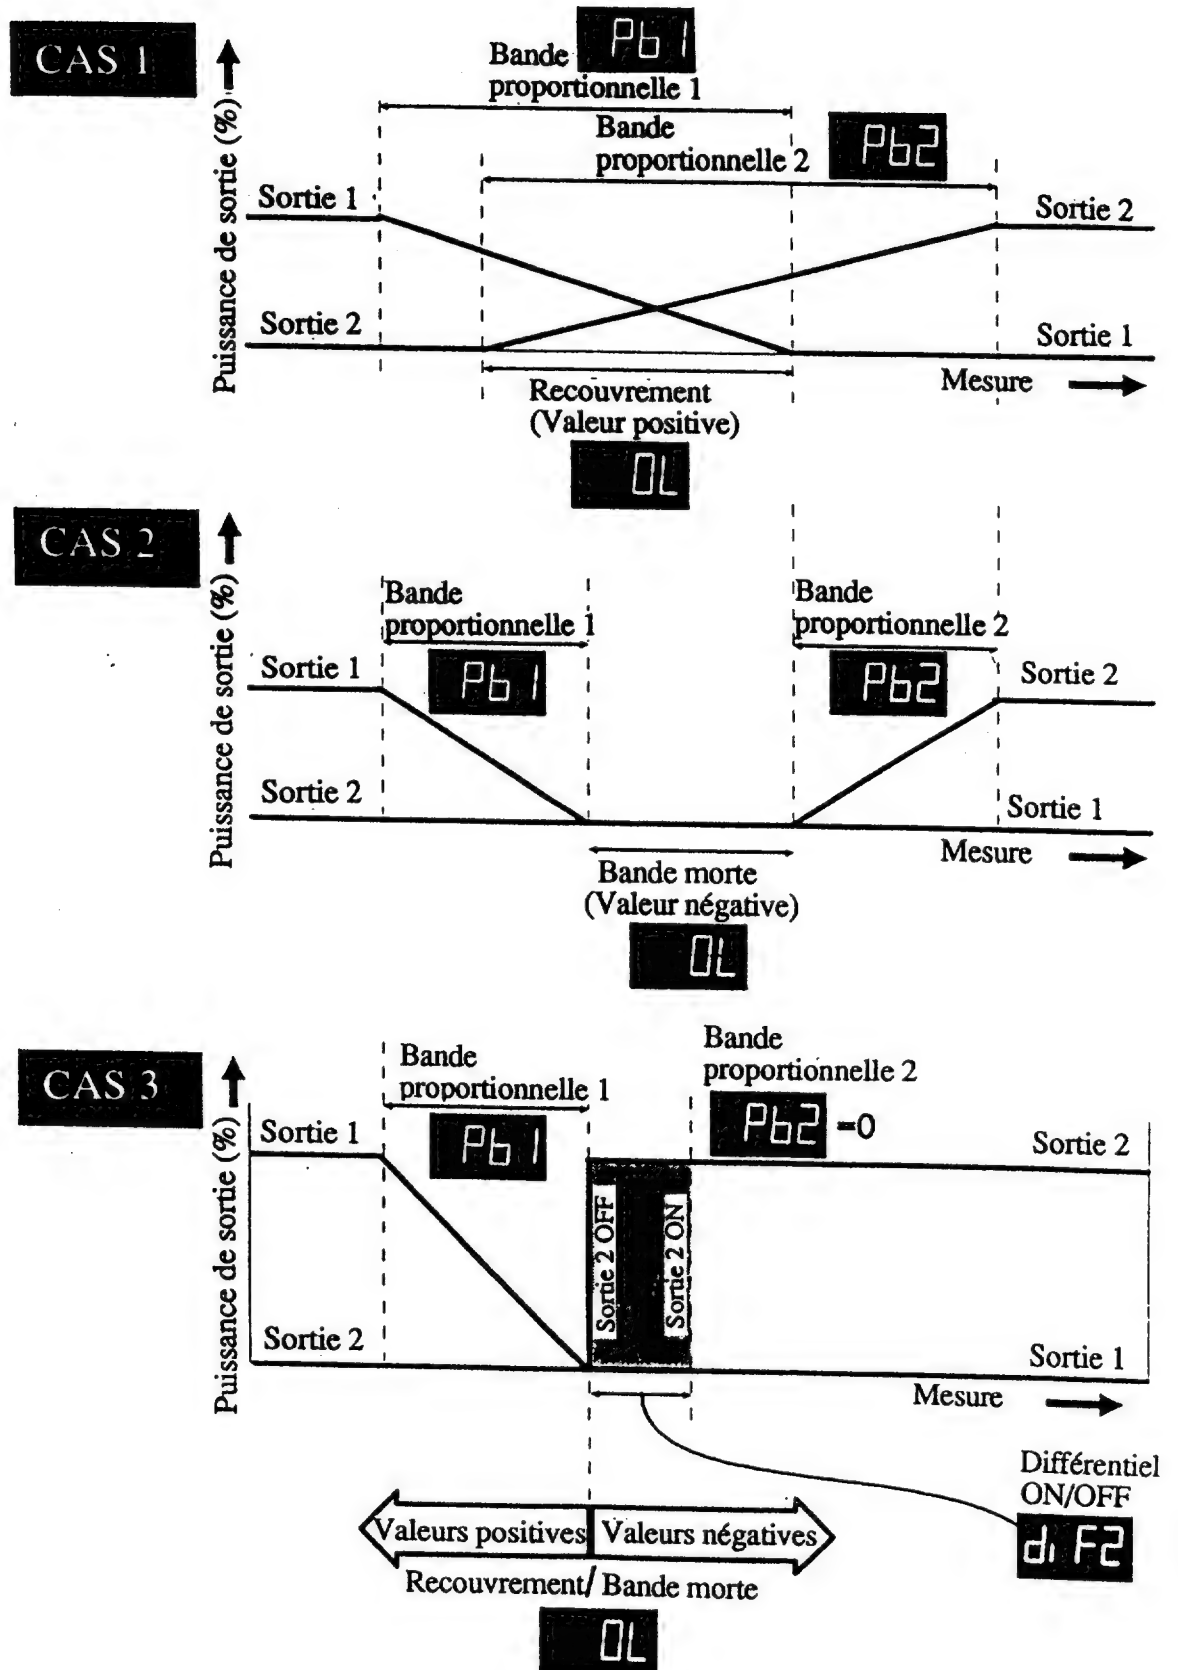 CAS 1
Puissance de sortie (%)
Bande
Pb1
proportionnelle 1
Bande
proportionnelle 2
Pb2
Sortie 1
Sortie 2
Sortie 2
Sortie 1
Mesure
Recouvrement
(Valeur positive)
OL
CAS 2
Puissance de sortie (%)
Bande
proportionnelle 1
Pb1
Bande
proportionnelle 2
Pb2
Sortie 1
Sortie 2
Sortie 2
Sortie 1
Mesure
Bande morte
(Valeur négative)
OL
CAS 3
Puissance de sortie (%)
Bande
proportionnelle 1
Pb1
Bande
proportionnelle 2
Pb2 =0
Sortie 1
Sortie 2
Sortie 2 OFF
Sortie 2 ON
Sortie 2
Sortie 1
Mesure
Différentiel
ON/OFF
diF2
Valeurs positives
Valeurs négatives
Recouvrement/ Bande morte
OL